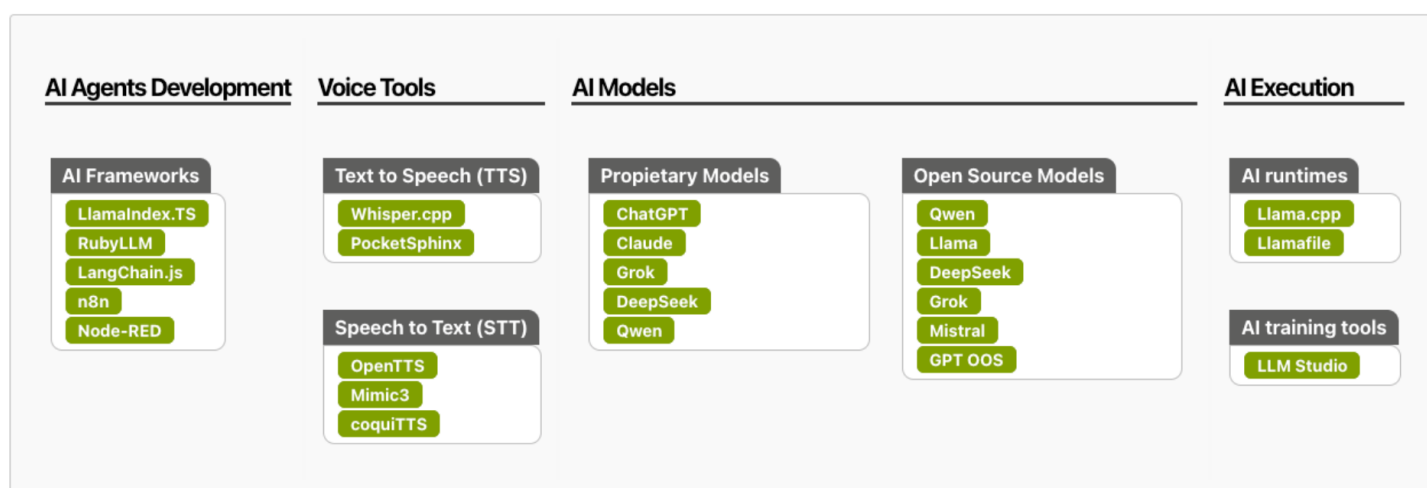 AI Agents Development
AI Frameworks
LlamaIndex.TS
RubyLLM
LangChain.js
n8n
Node-RED
Voice Tools
Text to Speech (TTS)
Whisper.cpp
PocketSphinx
Speech to Text (STT)
OpenTTS
Mimic3
coquiTTS
AI Models
Propietary Models
ChatGPT
Claude
Grok
DeepSeek
Qwen
Open Source Models
Qwen
Llama
DeepSeek
Grok
Mistral
GPT OOS
AI Execution
AI runtimes
Llama.cpp
Llamafile
AI training tools
LLM Studio